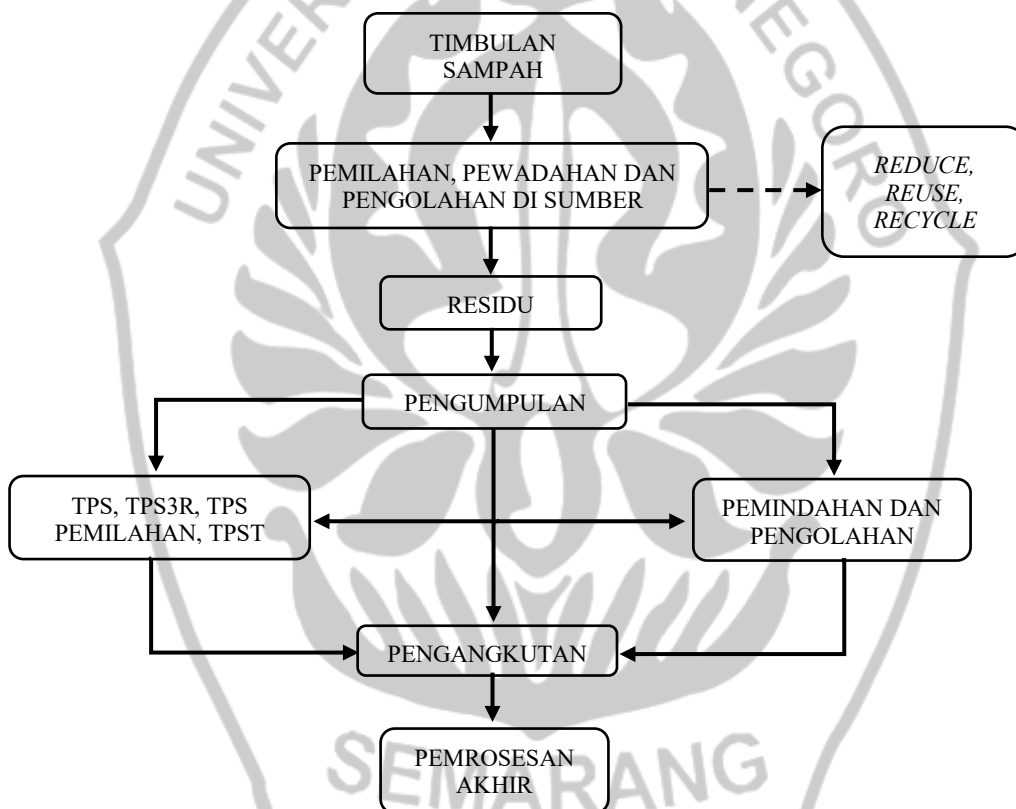 TIMBULAN
SAMPAH
PEMILAHAN, PEWADAHAN DAN
PENGOLAHAN DI SUMBER
REDUCE,
REUSE,
RECYCLE
RESIDU
PENGUMPULAN
TPS, TPS3R, TPS
PEMILAHAN, TPST
PEMINDAHAN DAN
PENGOLAHAN
PENGANGKUTAN
PEMROSESAN
AKHIR
SEMARANG